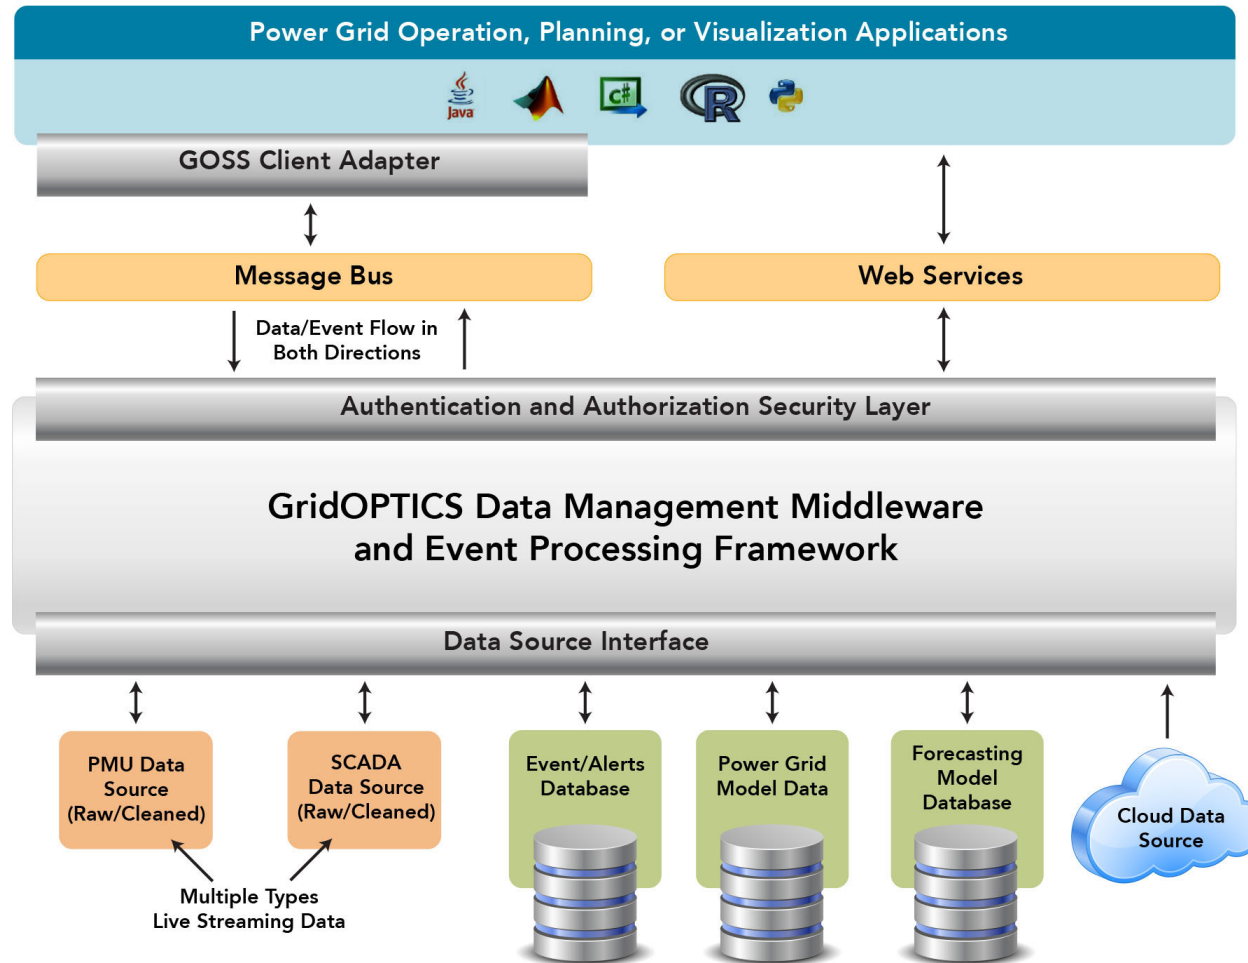 Power Grid Operation, Planning, or Visualization Applications
Java
C#
R
GOSS Client Adapter
Message Bus
Web Services
Data/Event Flow in
Both Directions
Authentication and Authorization Security Layer
GridOPTICS Data Management Middleware
and Event Processing Framework
Data Source Interface
PMU Data
Source
(Raw/Cleaned)
SCADA
Data Source
(Raw/Cleaned)
Event/Alerts
Database
Power Grid
Model Data
Forecasting
Model
Database
Cloud Data
Source
Multiple Types
Live Streaming Data